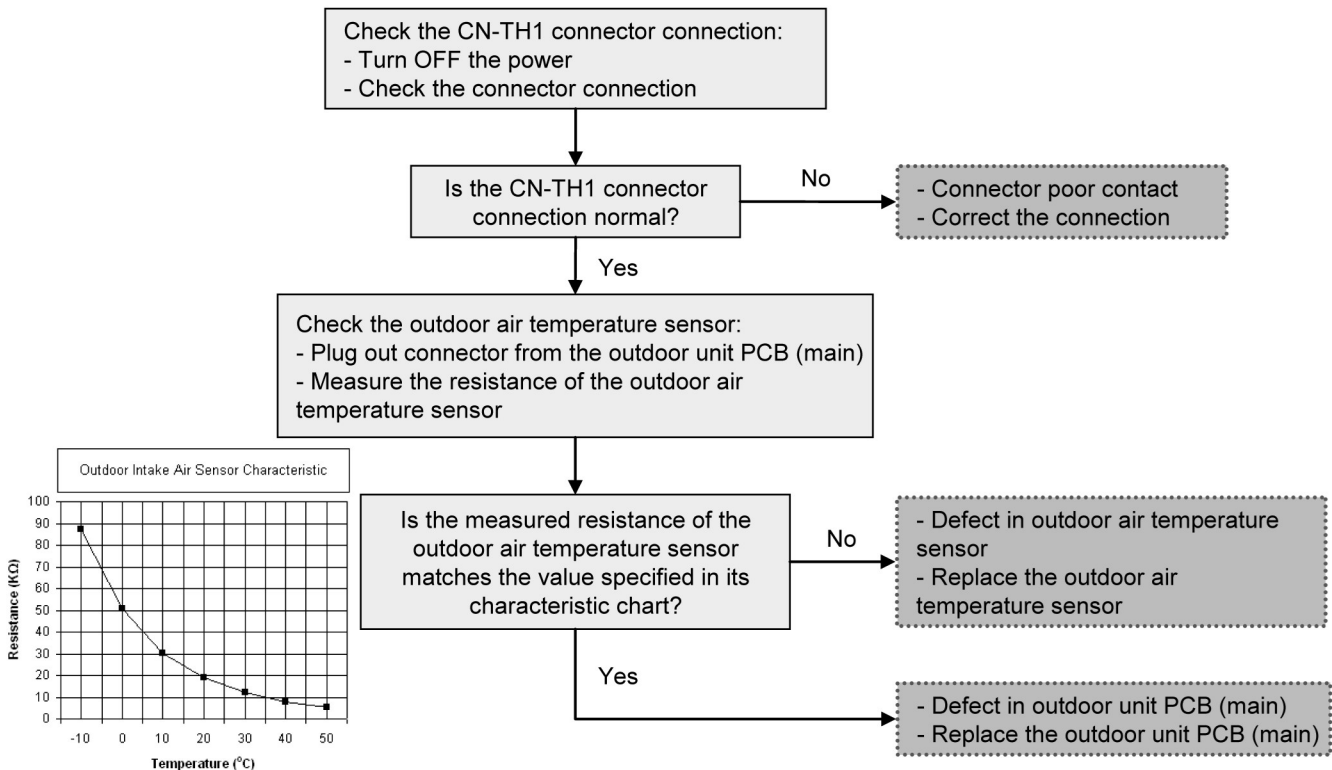 Check the CN-TH1 connector connection:
- Turn OFF the power
- Check the connector connection
Is the CN-TH1 connector
connection normal?
No
- Connector poor contact
- Correct the connection
Yes
Check the outdoor air temperature sensor:
- Plug out connector from the outdoor unit PCB (main)
- Measure the resistance of the outdoor air
temperature sensor
Outdoor Intake Air Sensor Characteristic
100
90
80
70
60
50
40
30
20
10
0
Resistance (KΩ)
-10 0 10 20 30 40 50
Temperature (°C)
Is the measured resistance of the
outdoor air temperature sensor
matches the value specified in its
characteristic chart?
No
- Defect in outdoor air temperature
sensor
- Replace the outdoor air
temperature sensor
Yes
- Defect in outdoor unit PCB (main)
- Replace the outdoor unit PCB (main)